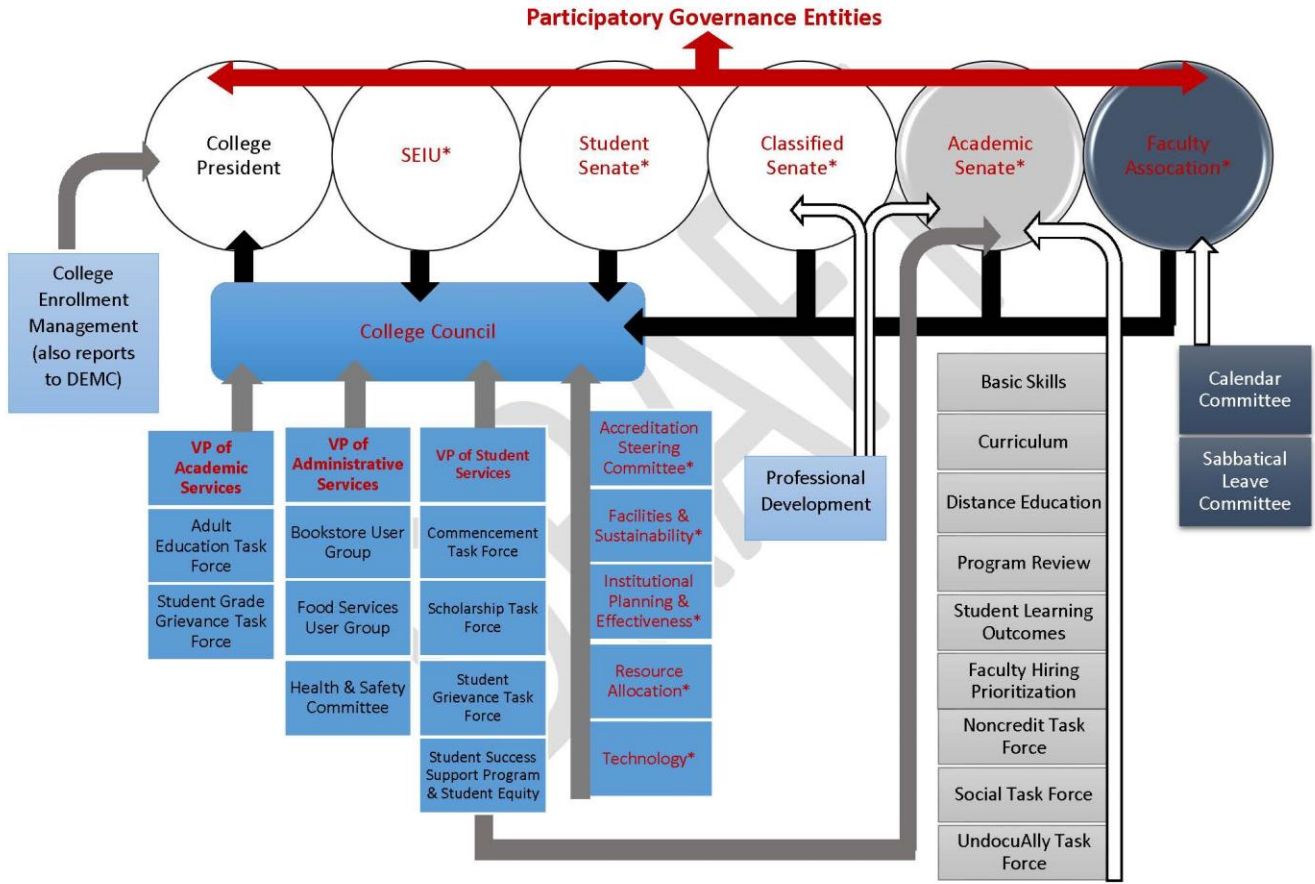 Participatory Governance Entities
College
President
SEIU*
Student
Senate*
Classified
Senate*
Academic
Senate*
Faculty
Assocation*
College
Enrollment
Management
(also reports
to DEMC)
College Council
VP of
Academic
Services
Adult
Education Task
Force
Student Grade
Grievance Task
Force
VP of
Administrative
Services
Bookstore User
Group
Food Services
User Group
Health & Safety
Committee
VP of Student
Services
Commencement
Task Force
Scholarship Task
Force
Student
Grievance Task
Force
Student Success
Support Program
& Student Equity
Accreditation
Steering
Committee*
Facilities &
Sustainability*
Institutional
Planning &
Effectiveness*
Resource
Allocation*
Technology*
Professional
Development
Basic Skills
Curriculum
Distance Education
Program Review
Student Learning
Outcomes
Faculty Hiring
Prioritization
Noncredit Task
Force
Social Task Force
UndocuAlly Task
Force
Calendar
Committee
Sabbatical
Leave
Committee
DRAFT